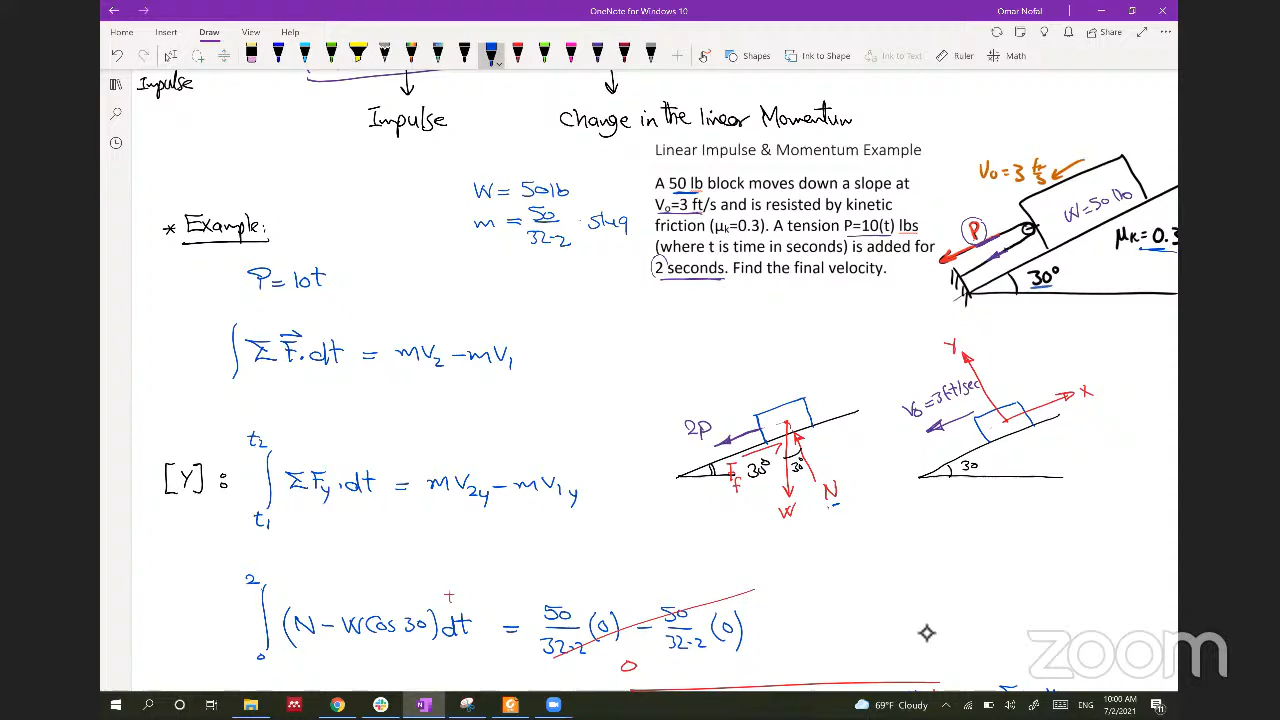 OneNote for Windows 10
Omar Nofal
Home Insert Draw View Help
Share
Shapes Ink to Shape Ink to Text Ruler Math
Impulse
Impulse
Change in the linear Momentum
Linear Impulse & Momentum Example
A 50 lb block moves down a slope at
V₀=3 ft/s and is resisted by kinetic
friction (μₖ=0.3). A tension P=10(t) lbs
(where t is time in seconds) is added for
2 seconds. Find the final velocity.
V₀ = 3 ft/s
W=50 lb
P
μK = 0.3
30°
* Example:
W = 50lb
m = 50/32.2 . slug
P = 10t
∫ ΣF⃗.dt = mV₂ - mV₁
Y
X
V₀ = 3ft/sec
30
2P
Ff
30°
30°
N
W
[Y] : ∫t₁ t₂ ΣFy.dt = mV₂y - mV₁y
∫0 2 (N - W Cos 30) dt = 50/32.2 (0) - 50/32.2 (0)
0
zoom
69°F Cloudy
ENG
10:00 AM
7/2/2021